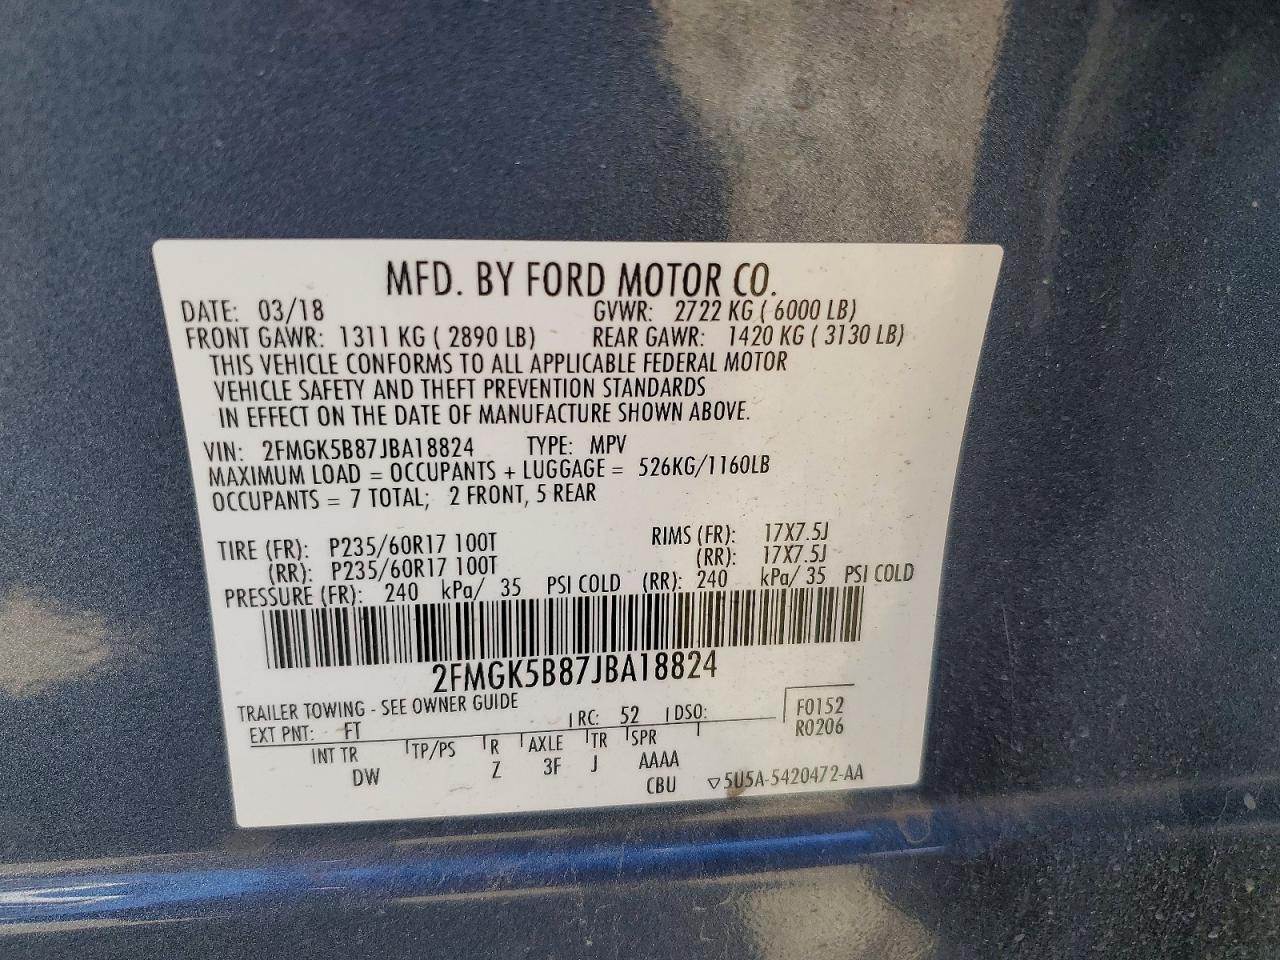 MFD. BY FORD MOTOR CO.
DATE: 03/18 GVWR: 2722 KG ( 6000 LB)
FRONT GAWR: 1311 KG ( 2890 LB) REAR GAWR: 1420 KG ( 3130 LB)
THIS VEHICLE CONFORMS TO ALL APPLICABLE FEDERAL MOTOR
VEHICLE SAFETY AND THEFT PREVENTION STANDARDS
IN EFFECT ON THE DATE OF MANUFACTURE SHOWN ABOVE.
VIN: 2FMGK5B87JBA18824 TYPE: MPV
MAXIMUM LOAD = OCCUPANTS + LUGGAGE = 526KG/1160LB
OCCUPANTS = 7 TOTAL; 2 FRONT, 5 REAR
TIRE (FR): P235/60R17 100T RIMS (FR): 17X7.5J
(RR): P235/60R17 100T (RR): 17X7.5J
PRESSURE (FR): 240 kPa/ 35 PSI COLD (RR): 240 kPa/ 35 PSI COLD
2FMGK5B87JBA18824
TRAILER TOWING - SEE OWNER GUIDE
EXT PNT: FT RC: 52 DSO: F0152
R0206
INT TR TP/PS R AXLE TR SPR
DW Z 3F J AAAA
CBU ▽5U5A-5420472-AA